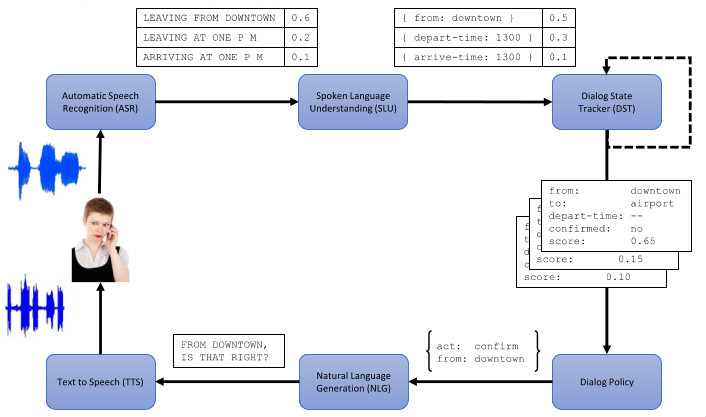 LEAVING FROM DOWNTOWN 0.6
LEAVING AT ONE P M 0.2
ARRIVING AT ONE P M 0.1
{ from: downtown } 0.5
{ depart-time: 1300 } 0.3
{ arrive-time: 1300 } 0.1
Automatic Speech
Recognition (ASR)
Spoken Language
Understanding (SLU)
Dialog State
Tracker (DST)
from: downtown
to: airport
depart-time: --
confirmed: no
score: 0.65
score: 0.15
score: 0.10
FROM DOWNTOWN,
IS THAT RIGHT?
act: confirm
from: downtown
Text to Speech (TTS)
Natural Language
Generation (NLG)
Dialog Policy